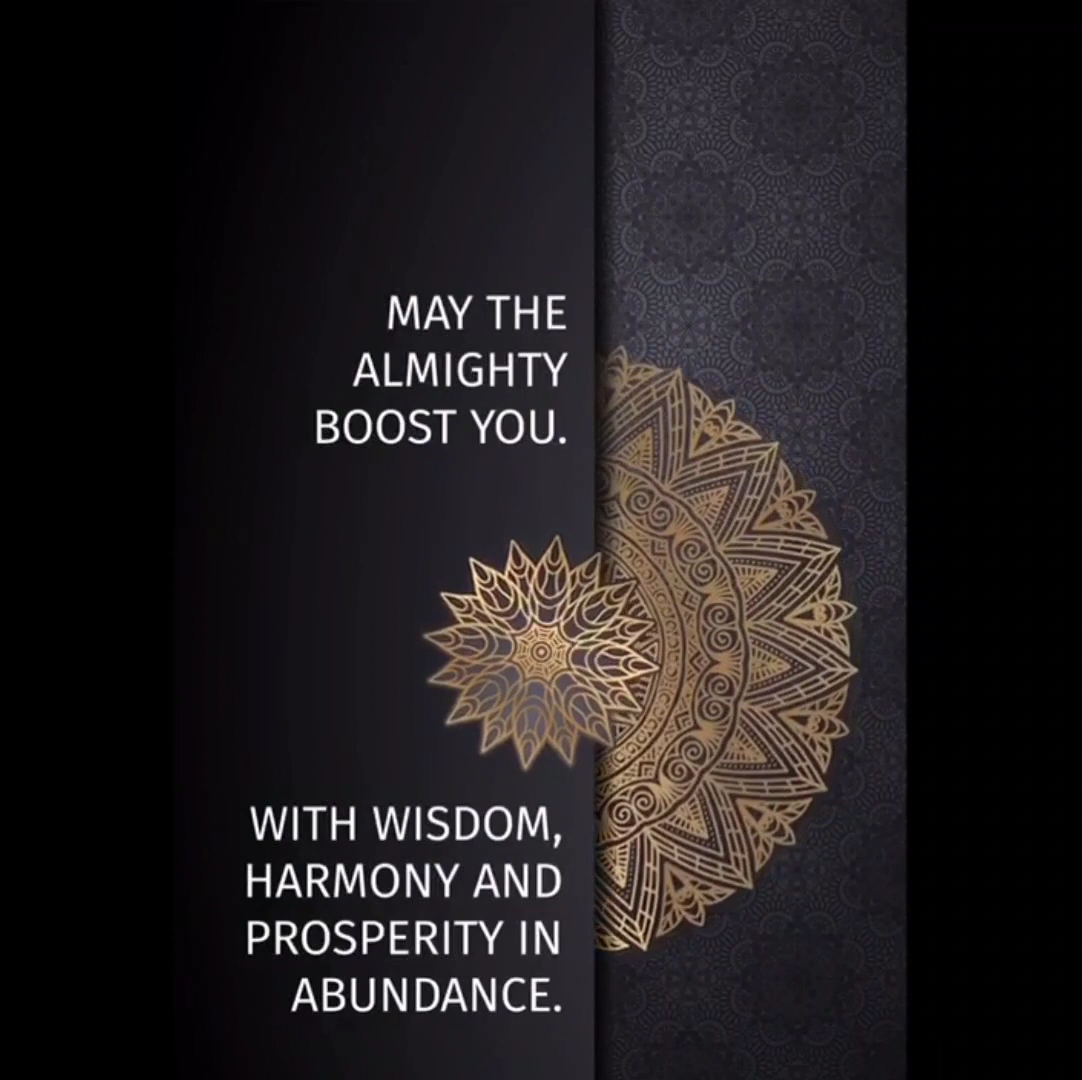 MAY THE
ALMIGHTY
BOOST YOU.
WITH WISDOM,
HARMONY AND
PROSPERITY IN
ABUNDANCE.